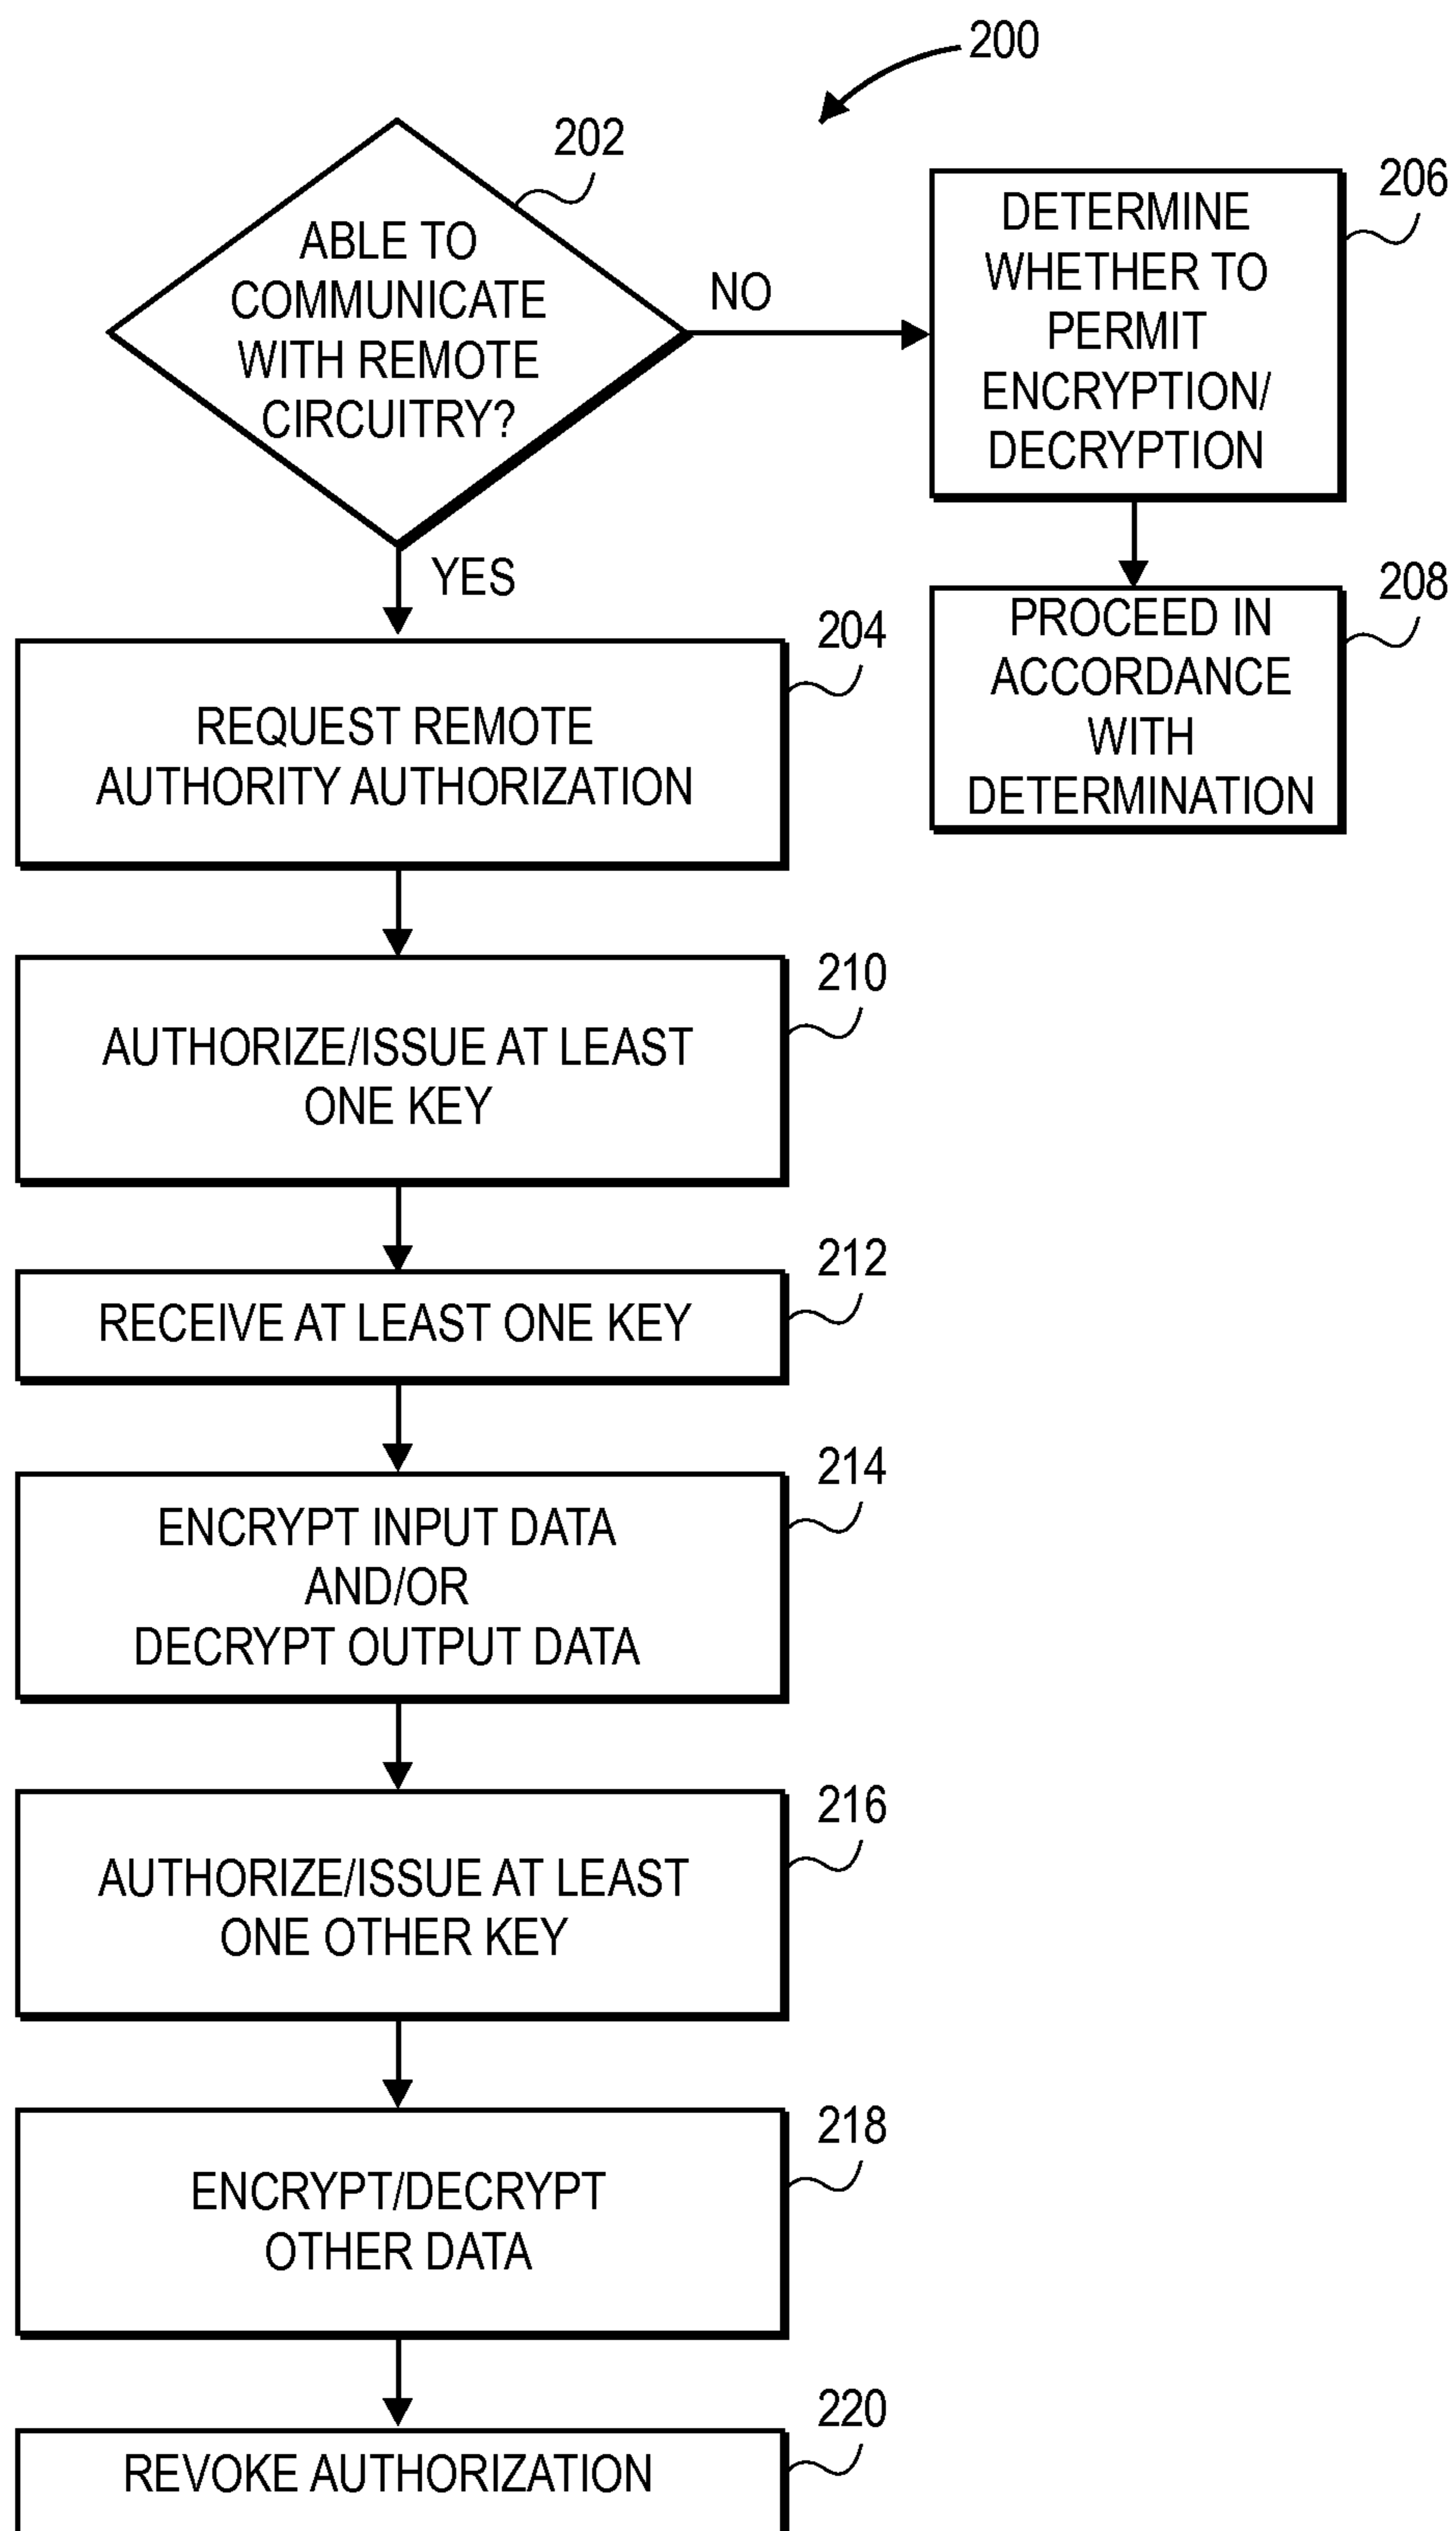 200
202
ABLE TO
COMMUNICATE
WITH REMOTE
CIRCUITRY?
NO
YES
206
DETERMINE
WHETHER TO
PERMIT
ENCRYPTION/
DECRYPTION
208
PROCEED IN
ACCORDANCE
WITH
DETERMINATION
204
REQUEST REMOTE
AUTHORITY AUTHORIZATION
210
AUTHORIZE/ISSUE AT LEAST
ONE KEY
212
RECEIVE AT LEAST ONE KEY
214
ENCRYPT INPUT DATA
AND/OR
DECRYPT OUTPUT DATA
216
AUTHORIZE/ISSUE AT LEAST
ONE OTHER KEY
218
ENCRYPT/DECRYPT
OTHER DATA
220
REVOKE AUTHORIZATION